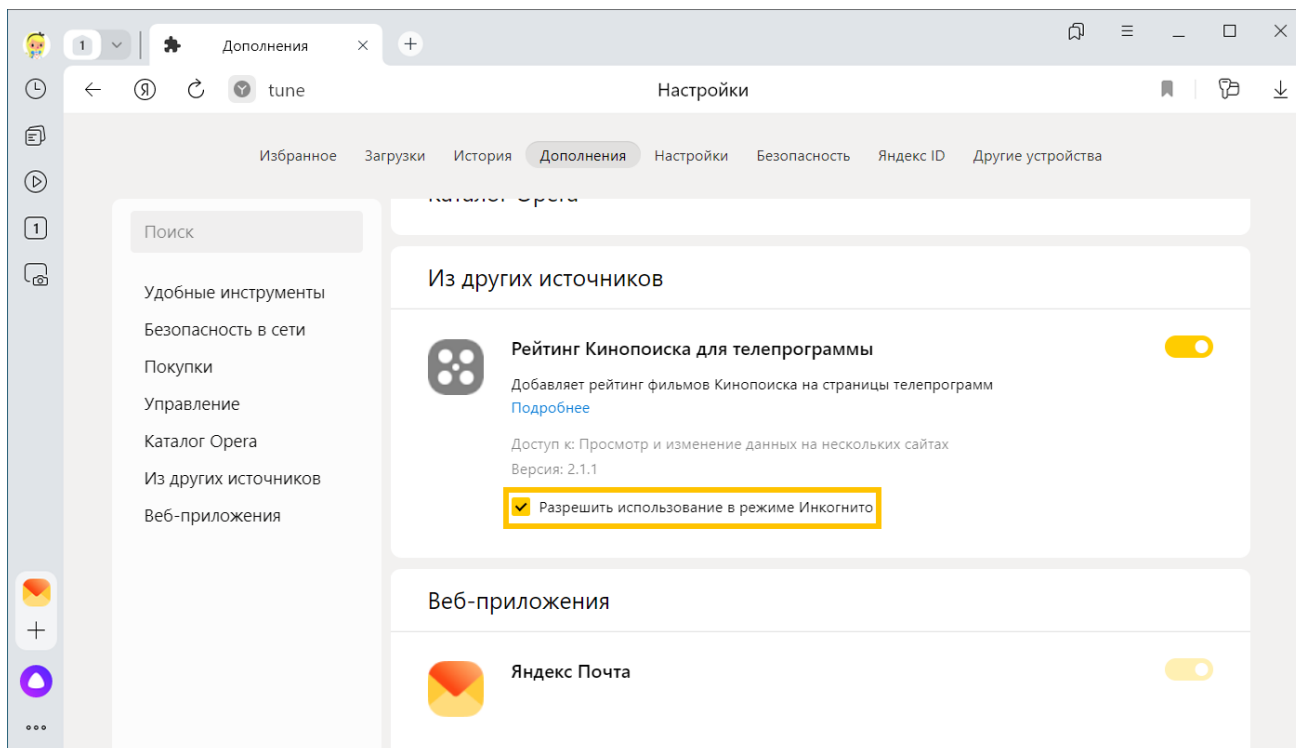 1
Дополнения
Я
tune
Настройки
Избранное
Загрузки
История
Дополнения
Настройки
Безопасность
Яндекс ID
Другие устройства
1
Поиск
Удобные инструменты
Безопасность в сети
Покупки
Управление
Каталог Opera
Из других источников
Веб-приложения
Каталог Opera
Из других источников
Рейтинг Кинопоиска для телепрограммы
Добавляет рейтинг фильмов Кинопоиска на страницы телепрограмм
Подробнее
Доступ к: Просмотр и изменение данных на нескольких сайтах
Версия: 2.1.1
Разрешить использование в режиме Инкогнито
Веб-приложения
Яндекс Почта